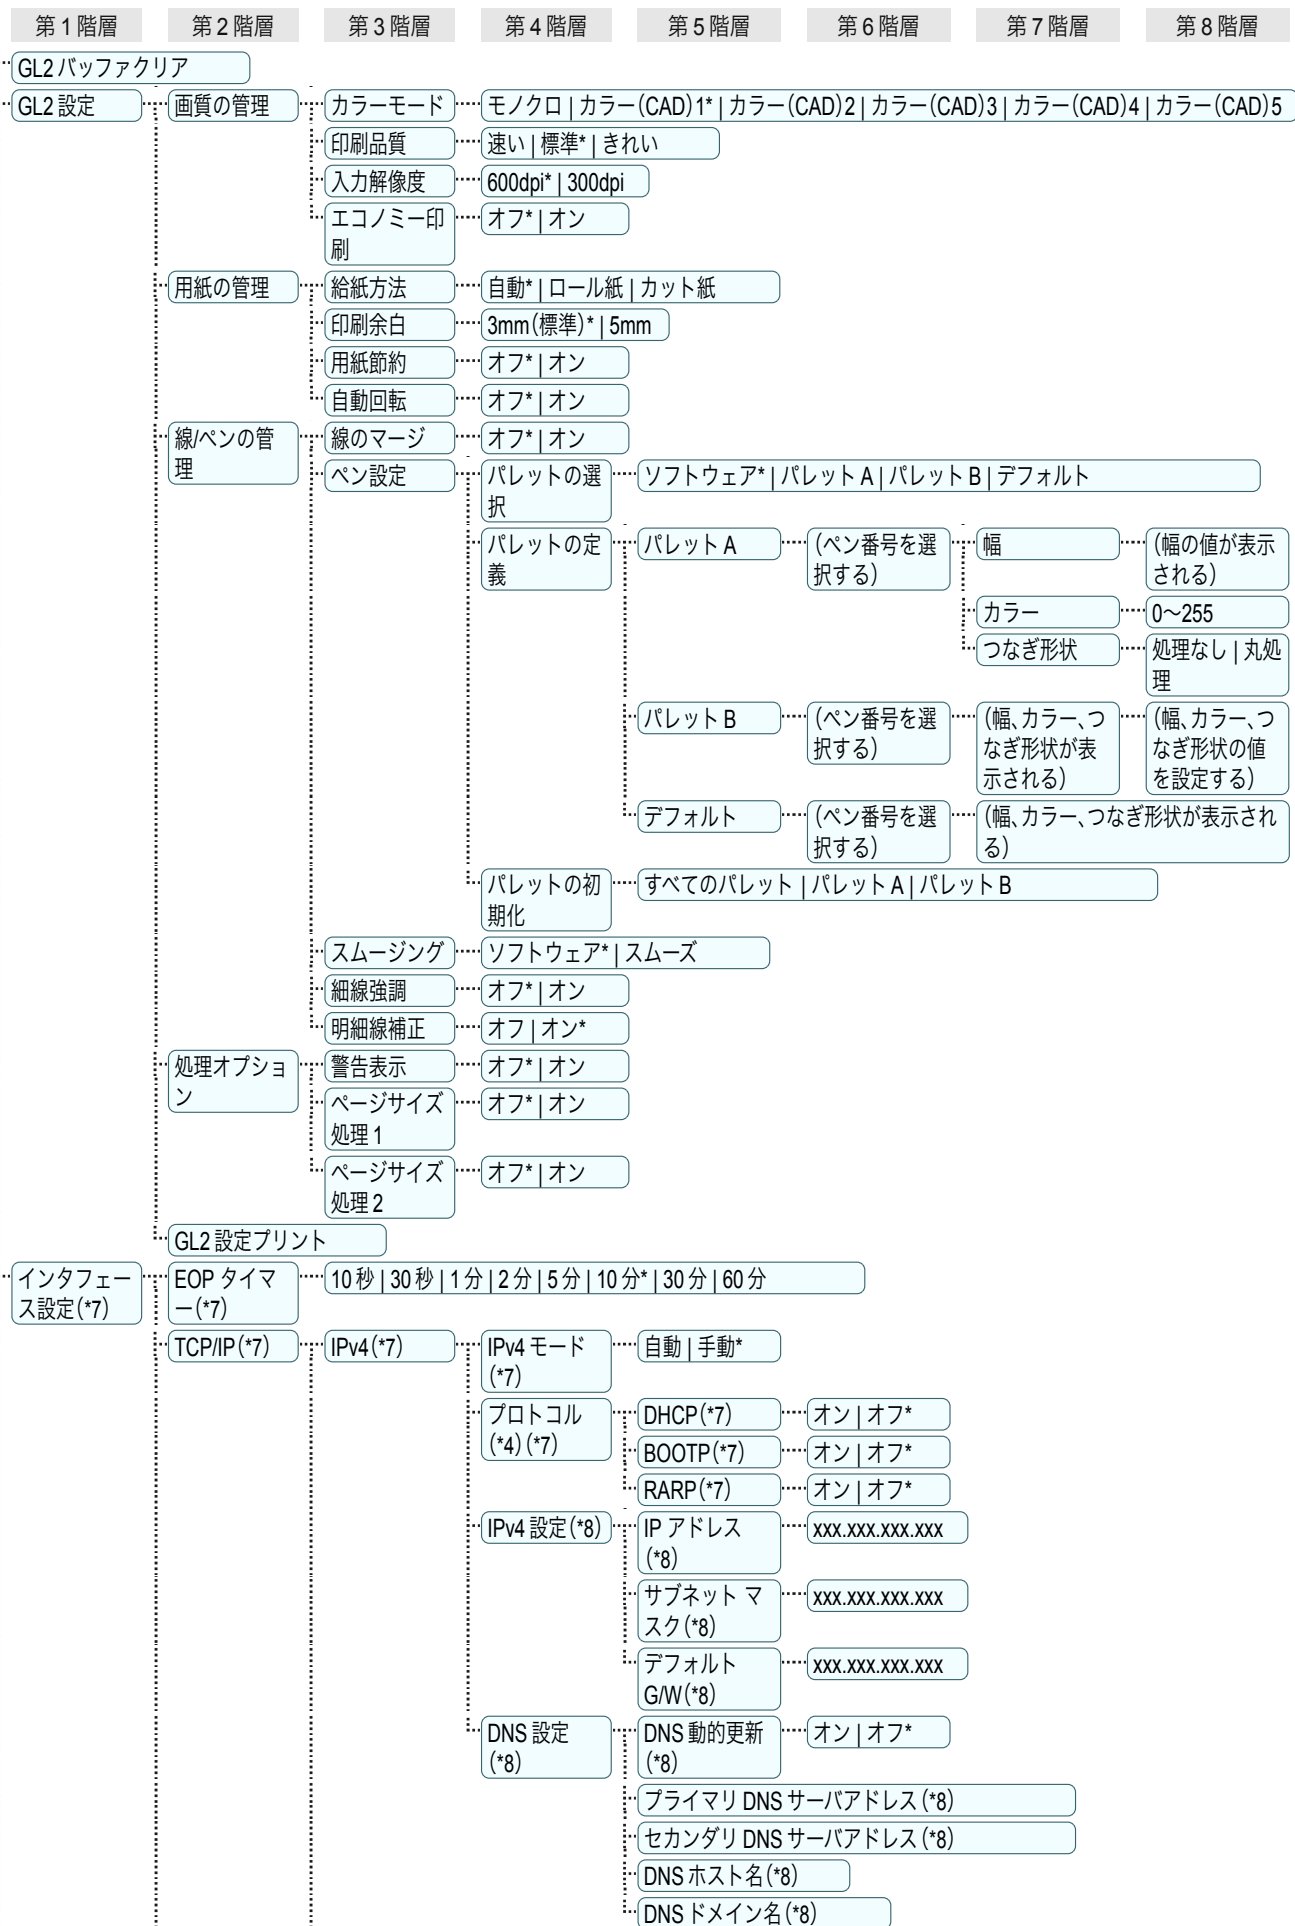 第1階層 第2階層 第3階層 第4階層 第5階層 第6階層 第7階層 第8階層
GL2バッファクリア
GL2設定 画質の管理 カラーモード モノクロ | カラー(CAD)1* | カラー(CAD)2 | カラー(CAD)3 | カラー(CAD)4 | カラー(CAD)5
印刷品質 速い | 標準* | きれい
入力解像度 600dpi* | 300dpi
エコノミー印 オフ* | オン
刷
用紙の管理 給紙方法 自動* | ロール紙 | カット紙
印刷余白 3mm(標準)* | 5mm
用紙節約 オフ* | オン
自動回転 オフ* | オン
線/ペンの管 線のマージ オフ* | オン
理 ペン設定 パレットの選 ソフトウェア* | パレットA | パレットB | デフォルト
択
パレットの定 パレットA (ペン番号を選 幅 (幅の値が表示
義 択する) される)
カラー 0～255
つなぎ形状 処理なし | 丸処
理
パレットB (ペン番号を選 (幅、カラー、つ (幅、カラー、つ
択する) なぎ形状が表 なぎ形状の値
示される) を設定する)
デフォルト (ペン番号を選 (幅、カラー、つなぎ形状が表示され
択する) る)
パレットの初 すべてのパレット | パレットA | パレットB
期化
スムージング ソフトウェア* | スムーズ
細線強調 オフ* | オン
明細線補正 オフ | オン*
処理オプショ 警告表示 オフ* | オン
ン ページサイズ オフ* | オン
処理1
ページサイズ オフ* | オン
処理2
GL2設定プリント
インタフェー EOP タイマ 10秒 | 30秒 | 1分 | 2分 | 5分 | 10分* | 30分 | 60分
ス設定(*7) ー(*7)
TCP/IP(*7) IPv4(*7) IPv4モード 自動 | 手動*
(*7)
プロトコル DHCP(*7) オン | オフ*
(*4)(*7) BOOTP(*7) オン | オフ*
RARP(*7) オン | オフ*
IPv4設定(*8) IP アドレス xxx.xxx.xxx.xxx
(*8)
サブネット マ xxx.xxx.xxx.xxx
スク(*8)
デフォルト xxx.xxx.xxx.xxx
G/W(*8)
DNS 設定 DNS動的更新 オン | オフ*
(*8) (*8)
プライマリDNSサーバアドレス(*8)
セカンダリDNSサーバアドレス(*8)
DNSホスト名(*8)
DNSドメイン名(*8)